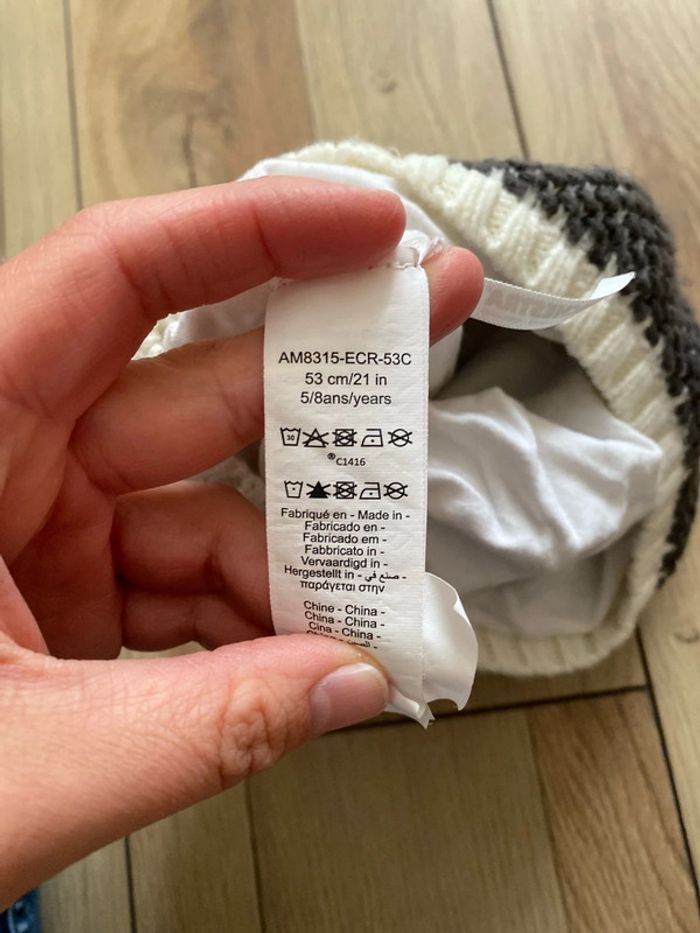 AM8315-ECR-53C
53 cm/21 in
5/8ans/years
30
®C1416
Fabriqué en - Made in -
Fabricado en -
Fabricado em -
Fabbricato in -
Vervaardigd in -
Hergestellt in - صنع في -
παράγεται στην
Chine - China -
China - China -
Cina - China -